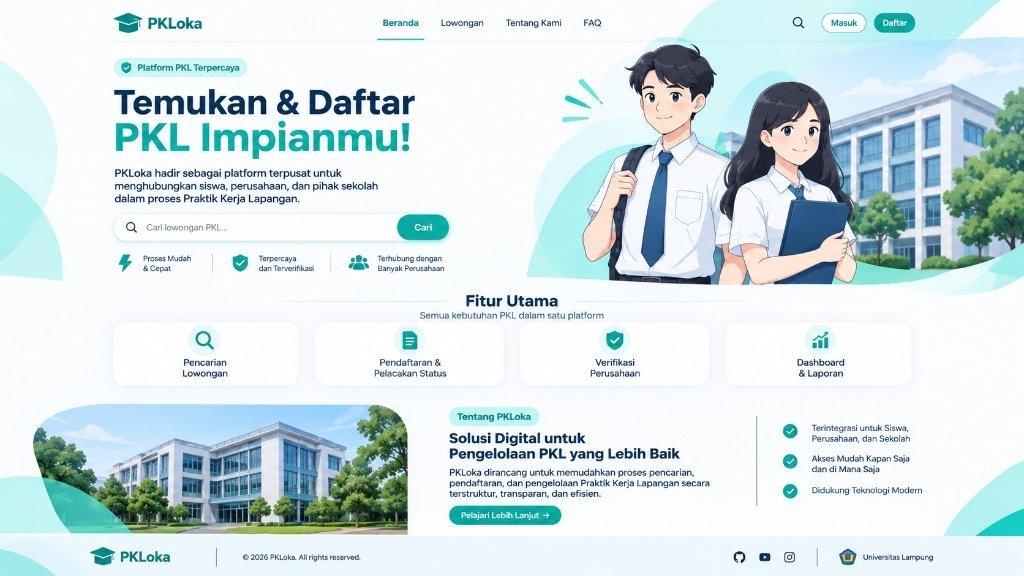 PKLoka
Beranda
Lowongan
Tentang Kami
FAQ
Masuk
Daftar
Platform PKL Terpercaya
Temukan & Daftar
PKL Impianmu!
PKLoka hadir sebagai platform terpusat untuk
menghubungkan siswa, perusahaan, dan pihak sekolah
dalam proses Praktik Kerja Lapangan.
Cari lowongan PKL...
Cari
Proses Mudah
& Cepat
Terpercaya
dan Terverifikasi
Terhubung dengan
Banyak Perusahaan
Fitur Utama
Semua kebutuhan PKL dalam satu platform
Pencarian
Lowongan
Pendaftaran &
Pelacakan Status
Verifikasi
Perusahaan
Dashboard
& Laporan
Tentang PKLoka
Solusi Digital untuk
Pengelolaan PKL yang Lebih Baik
PKLoka dirancang untuk memudahkan proses pencarian,
pendaftaran, dan pengelolaan Praktik Kerja Lapangan secara
terstruktur, transparan, dan efisien.
Pelajari Lebih Lanjut →
Terintegrasi untuk Siswa,
Perusahaan, dan Sekolah
Akses Mudah Kapan Saja
dan di Mana Saja
Didukung Teknologi Modern
PKLoka
© 2026 PKLoka. All rights reserved.
Universitas Lampung